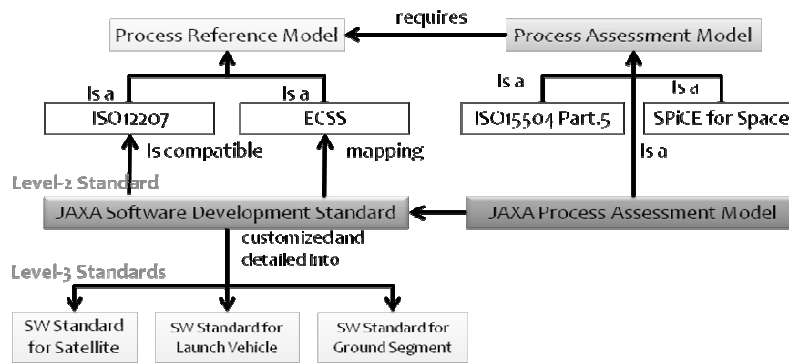 requires
Process Reference Model
Process Assessment Model
Is a
Is a
Is a
Is a
ISO12207
ECSS
ISO15504 Part.5
SPiCE for Space
Is compatible
mapping
Is a
Level-2 Standard
JAXA Software Development Standard
JAXA Process Assessment Model
customized and
detailed into
Level-3 Standards
SW Standard
for Satellite
SW Standard for
Launch Vehicle
SW Standard for
Ground Segment